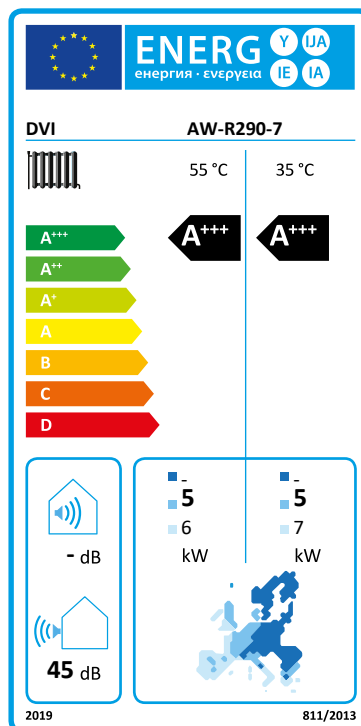 ENERG Y IJA
енергия · ενεργεια IE IA
DVI AW-R290-7
55 °C 35 °C
A+++ A+++ A+++
A++
A+
A
B
C
D
- -
5 5
- dB 6 7
kW kW
45 dB
2019 811/2013